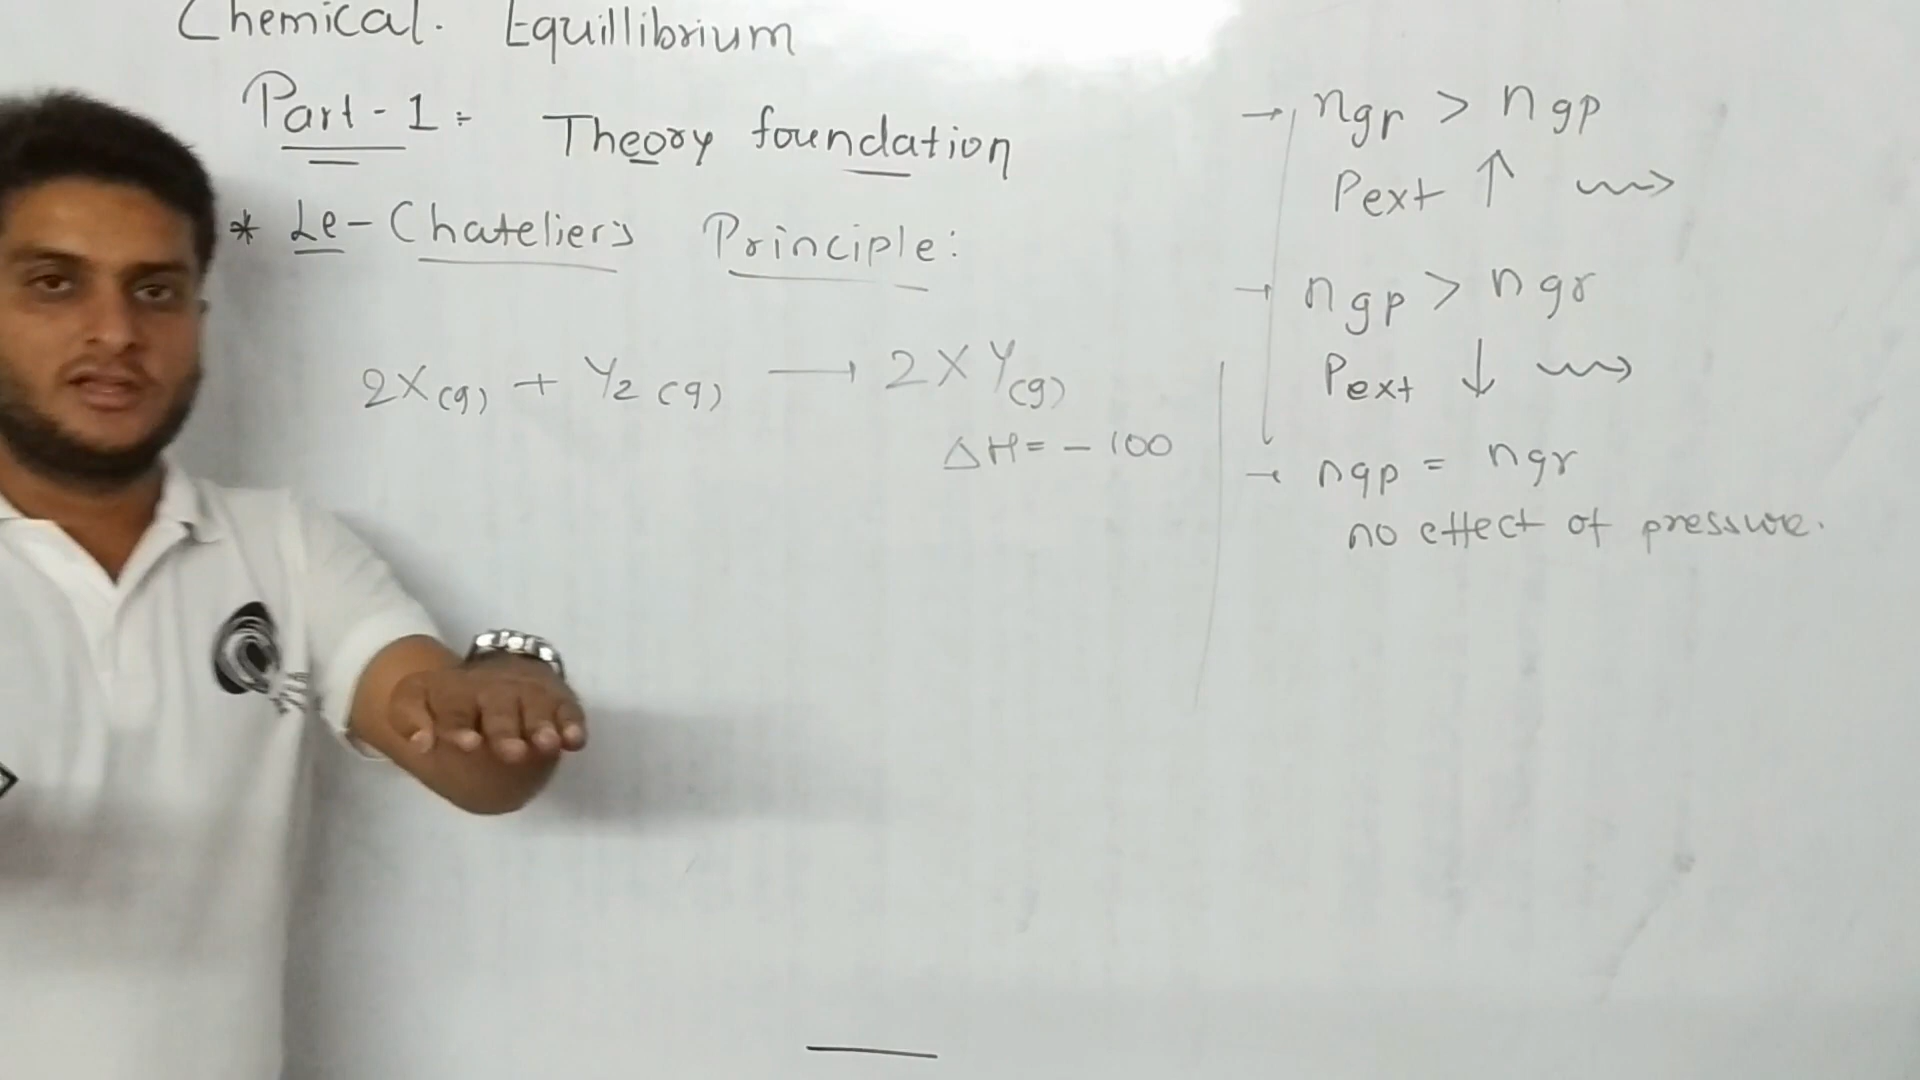 Chemical. Equillibrium
Part-1: Theory foundation
* Le-Chatelier's Principle:
2X(g) + Y2(g) → 2XY(g)
ΔH = - 100
→ ngr > ngp
Pext ↑ ⇝
→ ngp > ngr
Pext ↓ ⇝
→ ngp = ngr
no effect of pressure.